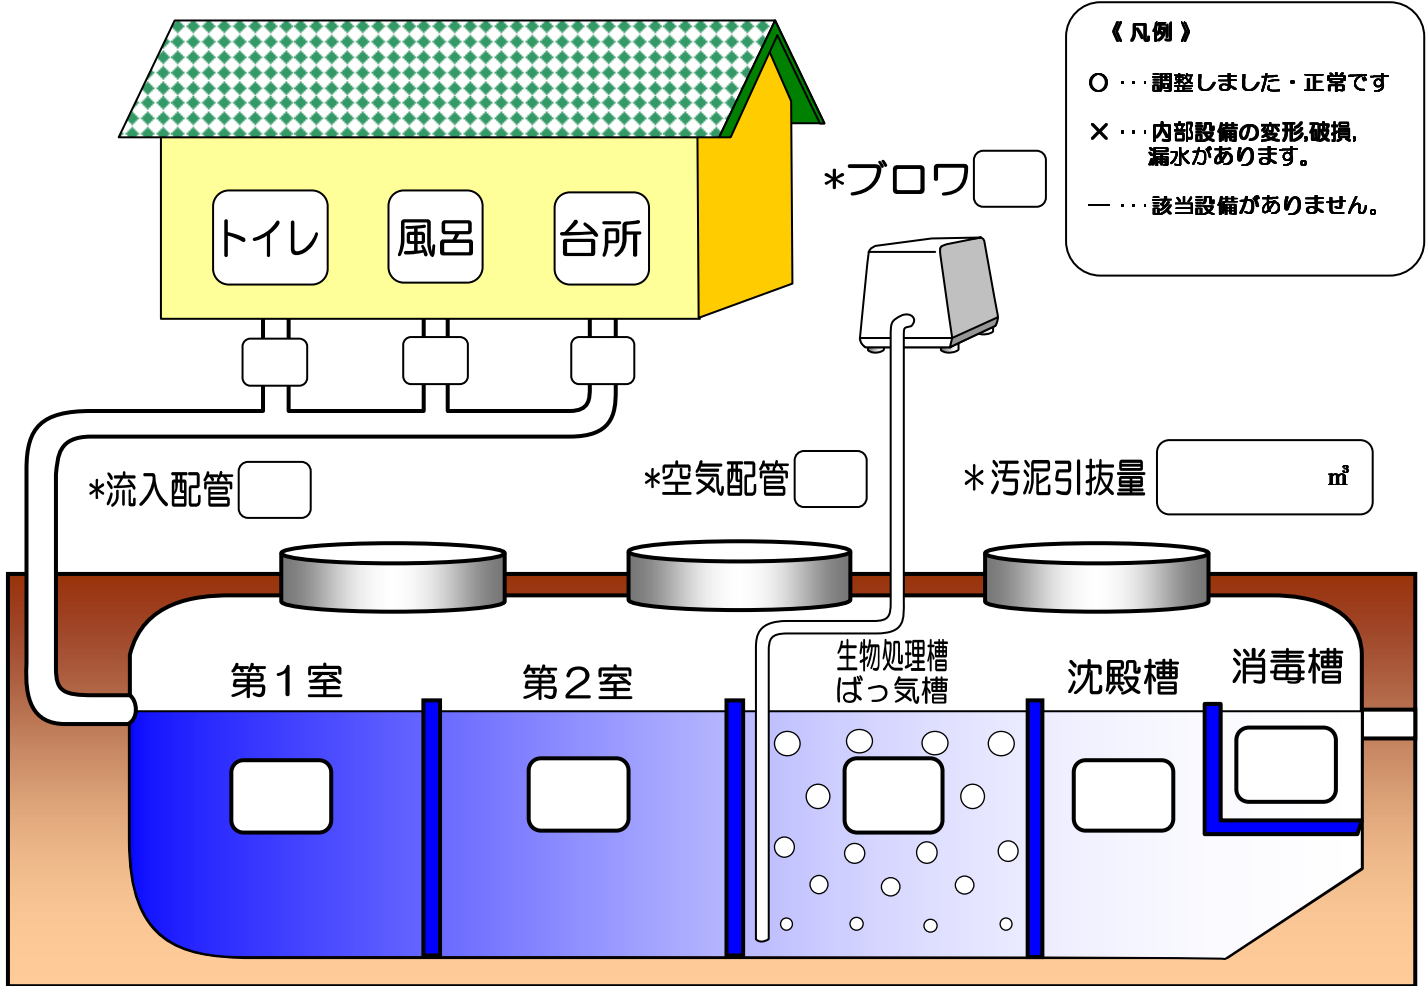 《 凡例 》
○ ･･･調整しました・正常です
× ･･･内部設備の変形,破損,
漏水があります。
― ･･･該当設備がありません。
*ブロワ
トイレ
風呂
台所
*流入配管
*空気配管
*汚泥引抜量
㎥
第１室
第２室
生物処理槽
ばっ気槽
沈殿槽
消毒槽